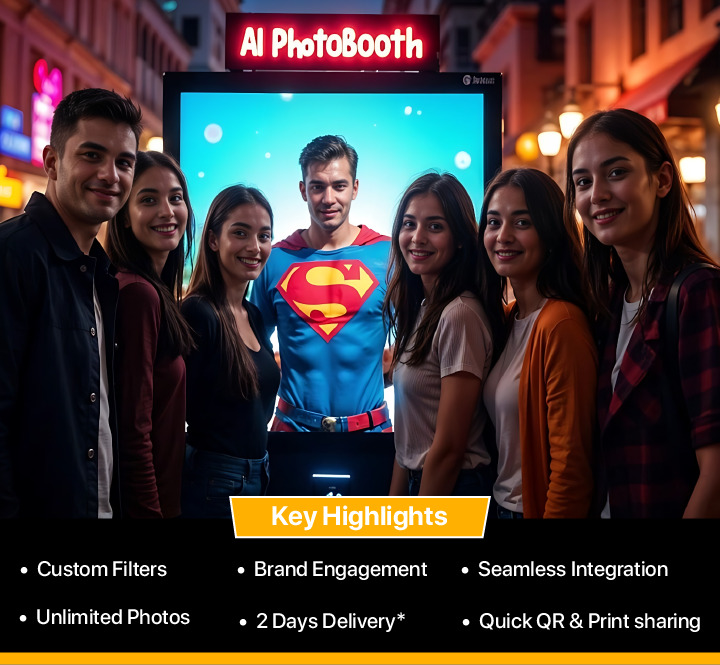 AI PhotoBooth
S
Key Highlights
• Custom Filters
• Brand Engagement
• Seamless Integration
• Unlimited Photos
• 2 Days Delivery*
• Quick QR & Print sharing